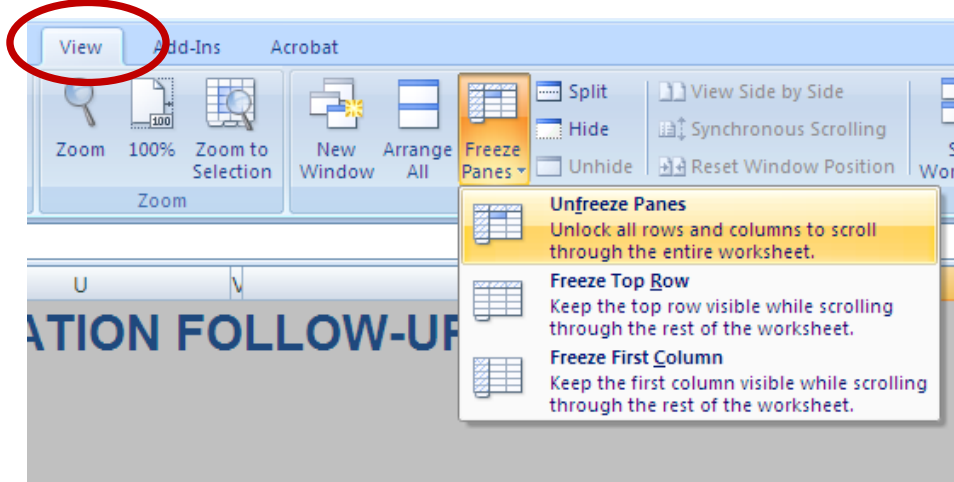 View Add-Ins Acrobat
Zoom 100% Zoom to Selection New Window Arrange All Freeze Panes
Split
Hide
Unhide
View Side by Side
Synchronous Scrolling
Reset Window Position
Zoom
Unfreeze Panes
Unlock all rows and columns to scroll
through the entire worksheet.
Freeze Top Row
Keep the top row visible while scrolling
through the rest of the worksheet.
Freeze First Column
Keep the first column visible while scrolling
through the rest of the worksheet.
U V
ATION FOLLOW-UP